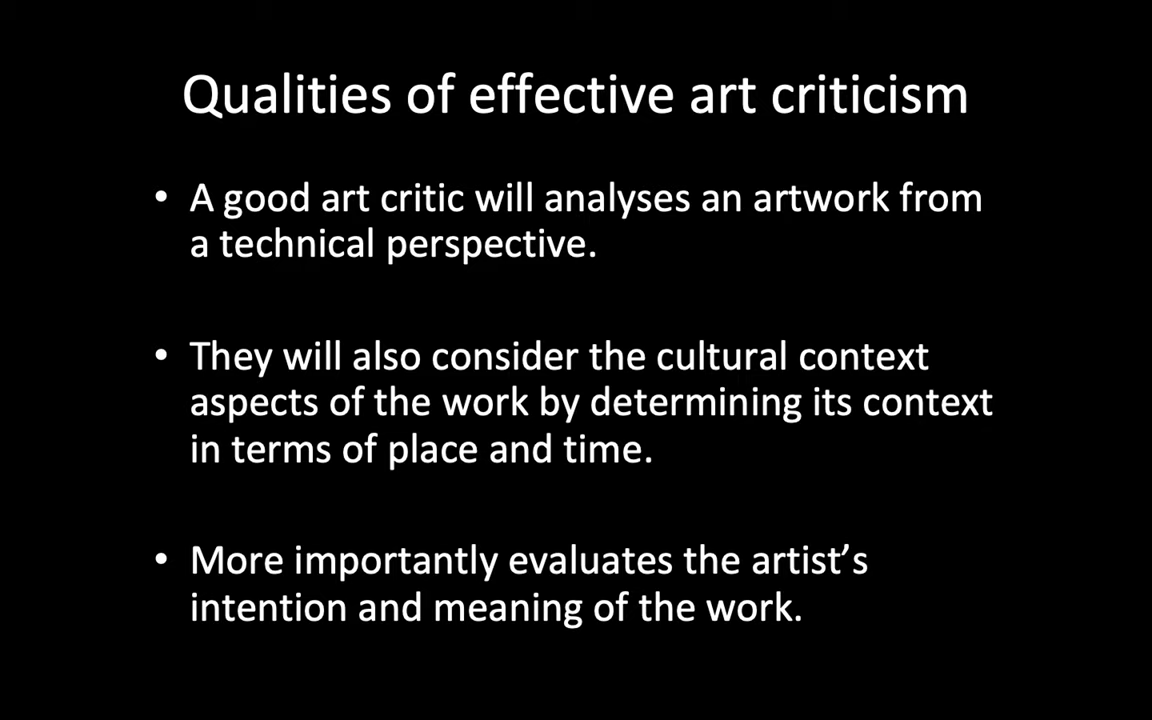 Qualities of effective art criticism
• A good art critic will analyses an artwork from
a technical perspective.
• They will also consider the cultural context
aspects of the work by determining its context
in terms of place and time.
• More importantly evaluates the artist’s
intention and meaning of the work.